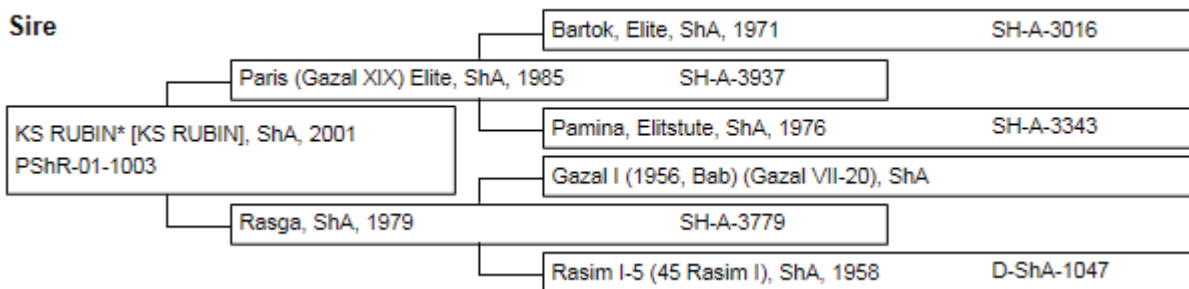 Sire
Bartok, Elite, ShA, 1971 SH-A-3016
Paris (Gazal XIX) Elite, ShA, 1985 SH-A-3937
KS RUBIN* [KS RUBIN], ShA, 2001
PShR-01-1003
Pamina, Elitstute, ShA, 1976 SH-A-3343
Gazal I (1956, Bab) (Gazal VII-20), ShA
Rasga, ShA, 1979 SH-A-3779
Rasim I-5 (45 Rasim I), ShA, 1958 D-ShA-1047